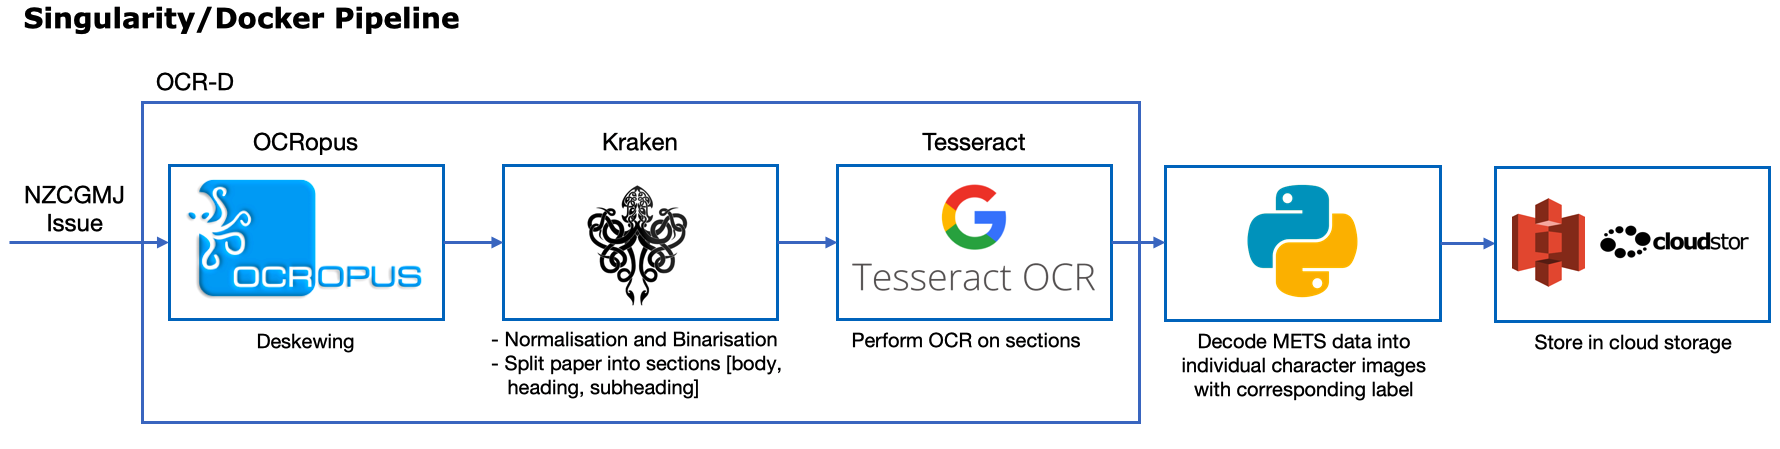 Singularity/Docker Pipeline
OCR-D
OCRopus
Kraken
Tesseract
NZCGMJ
Issue
OCROPUS
Tesseract OCR
cloudstor
Deskewing
- Normalisation and Binarisation
- Split paper into sections [body,
heading, subheading]
Perform OCR on sections
Decode METS data into
individual character images
with corresponding label
Store in cloud storage